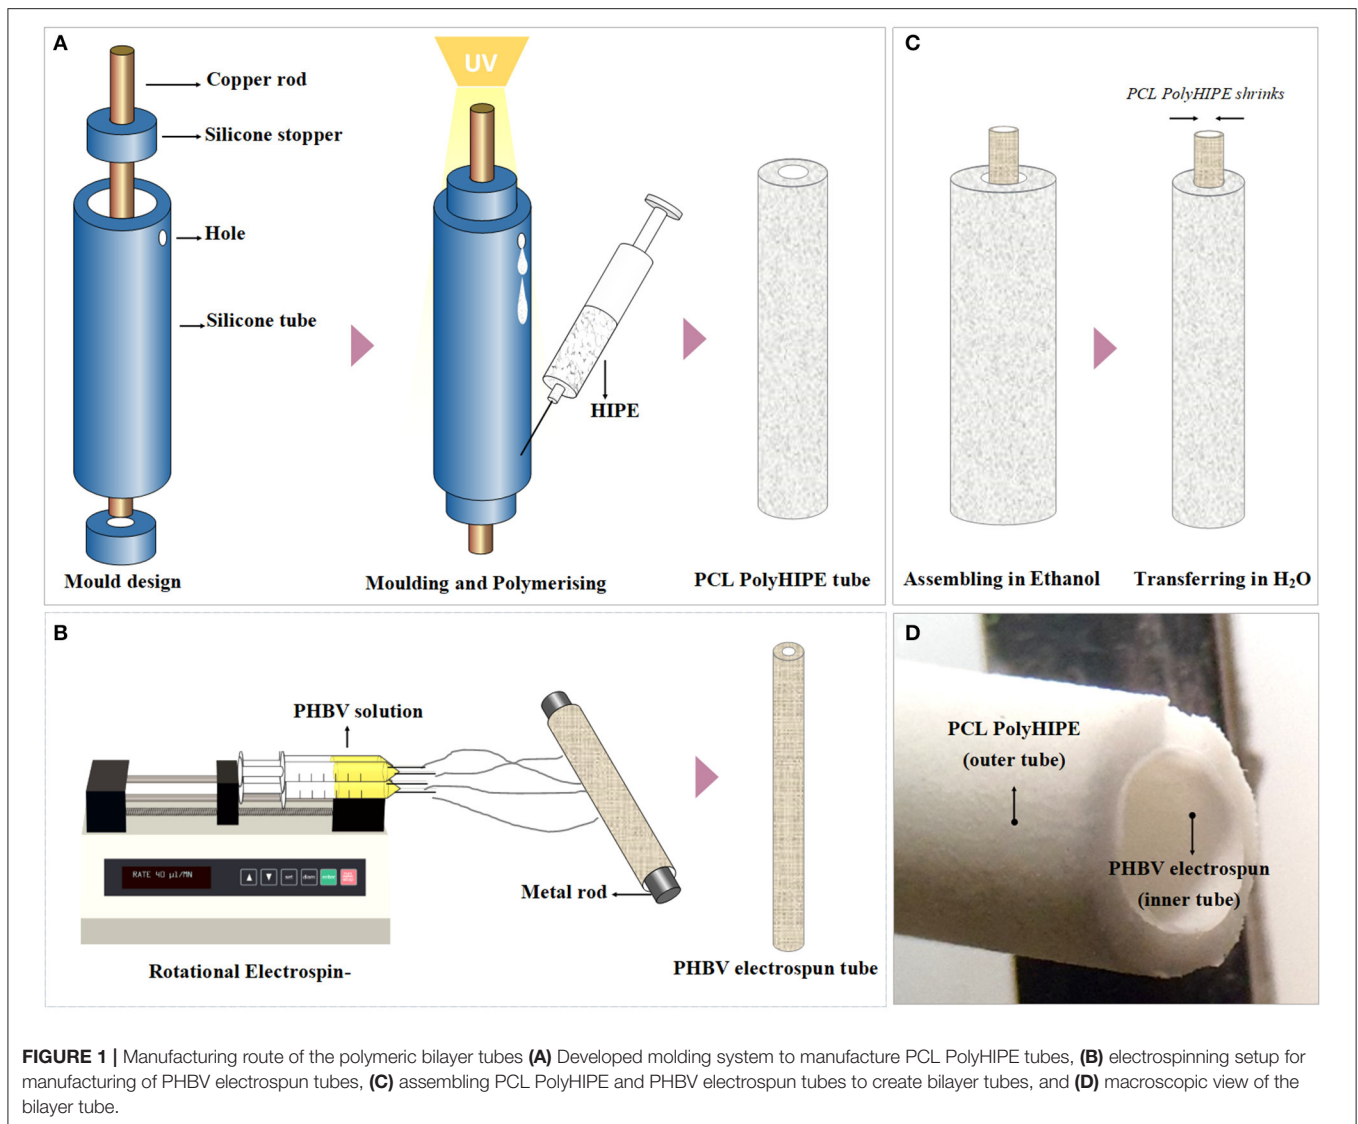 A
UV
Copper rod
Silicone stopper
Hole
Silicone tube
HIPE
Mould design
Moulding and Polymerising
PCL PolyHIPE tube
C
PCL PolyHIPE shrinks
Assembling in Ethanol
Transferring in H₂O
B
PHBV solution
RATE 40 µl/MN
set
down
Metal rod
Rotational Electrospin-
PHBV electrospun tube
D
PCL PolyHIPE
(outer tube)
PHBV electrospun
(inner tube)
FIGURE 1 | Manufacturing route of the polymeric bilayer tubes (A) Developed molding system to manufacture PCL PolyHIPE tubes, (B) electrospinning setup for
manufacturing of PHBV electrospun tubes, (C) assembling PCL PolyHIPE and PHBV electrospun tubes to create bilayer tubes, and (D) macroscopic view of the
bilayer tube.